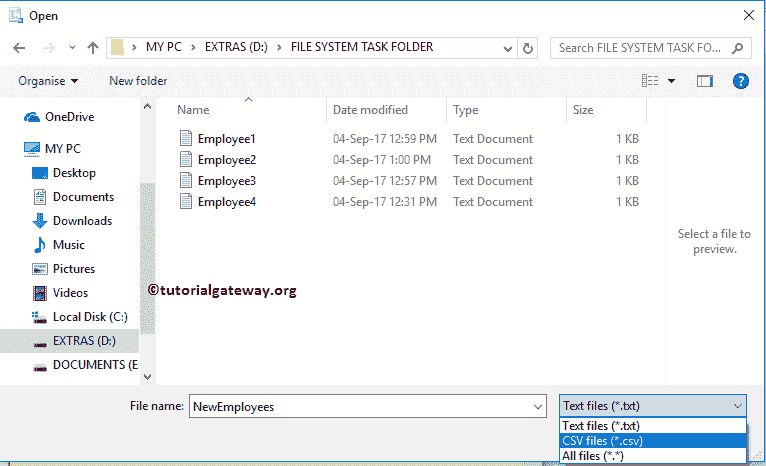 Open
MY PC > EXTRAS (D:) > FILE SYSTEM TASK FOLDER
Search FILE SYSTEM TASK FO...
Organise New folder
Name Date modified Type Size
OneDrive
MY PC
Desktop
Documents
Downloads
Music
Pictures
Videos
Local Disk (C:)
EXTRAS (D:)
DOCUMENTS (E
Employee1 04-Sep-17 12:59 PM Text Document 1 KB
Employee2 04-Sep-17 1:00 PM Text Document 1 KB
Employee3 04-Sep-17 12:57 PM Text Document 1 KB
Employee4 04-Sep-17 12:31 PM Text Document 1 KB
Select a file to
preview.
©tutorialgateway.org
File name: NewEmployees Text files (*.txt)
Text files (*.txt)
CSV files (*.csv)
All files (*.*)